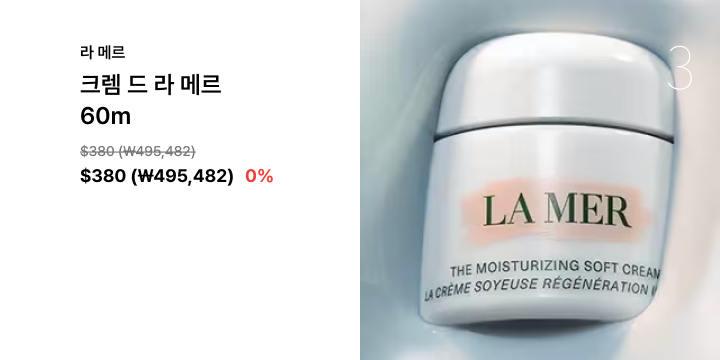 라 메르
크렘 드 라 메르
60m
$380 (₩495,482)
$380 (₩495,482) 0%
3
LA MER
THE MOISTURIZING SOFT CREAM
LA CRÈME SOYEUSE RÉGÉNÉRATION